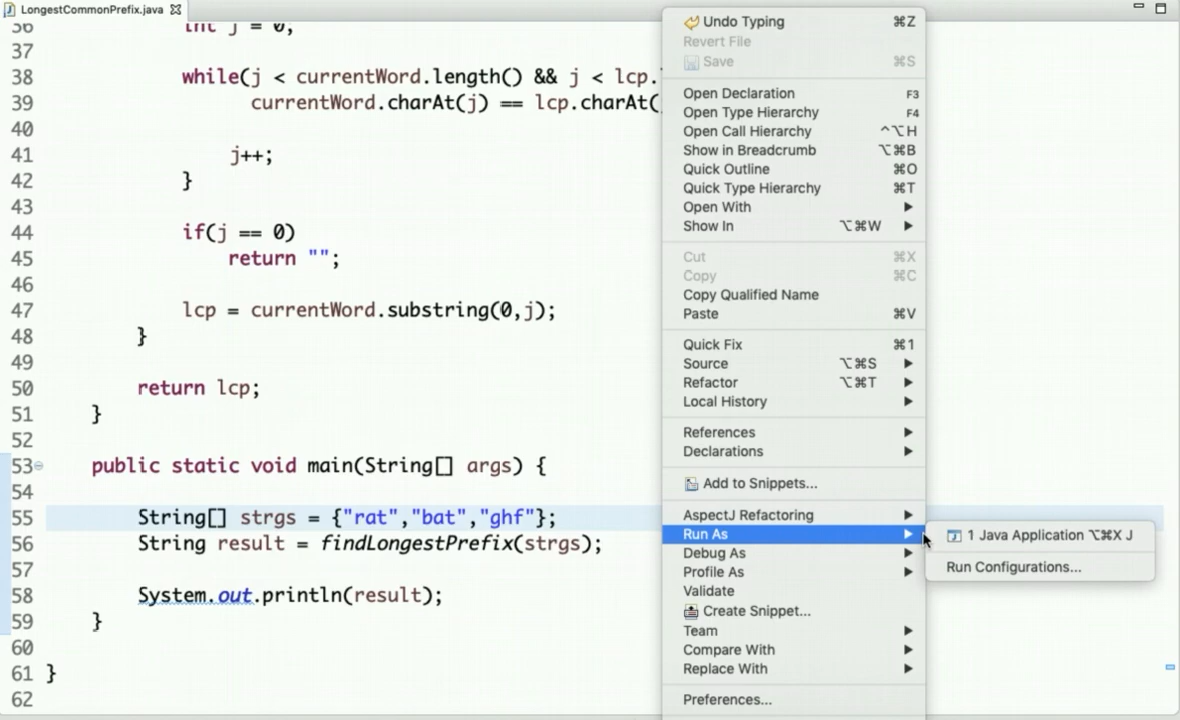 LongestCommonPrefix.java
36 int j = 0;
37
38 while(j < currentWord.length() && j < lcp.
39 currentWord.charAt(j) == lcp.charAt(
40
41 j++;
42 }
43
44 if(j == 0)
45 return "";
46
47 lcp = currentWord.substring(0,j);
48 }
49
50 return lcp;
51 }
52
53 public static void main(String[] args) {
54
55 String[] strgs = {"rat","bat","ghf"};
56 String result = findLongestPrefix(strgs);
57
58 System.out.println(result);
59 }
60
61 }
62
Undo Typing ⌘Z
Revert File
Save ⌘S
Open Declaration F3
Open Type Hierarchy F4
Open Call Hierarchy ^⌥H
Show in Breadcrumb ⌥⌘B
Quick Outline ⌘O
Quick Type Hierarchy ⌘T
Open With
Show In ⌥⌘W
Cut ⌘X
Copy ⌘C
Copy Qualified Name
Paste ⌘V
Quick Fix ⌘1
Source ⌥⌘S
Refactor ⌥⌘T
Local History
References
Declarations
Add to Snippets...
AspectJ Refactoring
Run As
Debug As
Profile As
Validate
Create Snippet...
Team
Compare With
Replace With
Preferences...
1 Java Application ⌥⌘X J
Run Configurations...